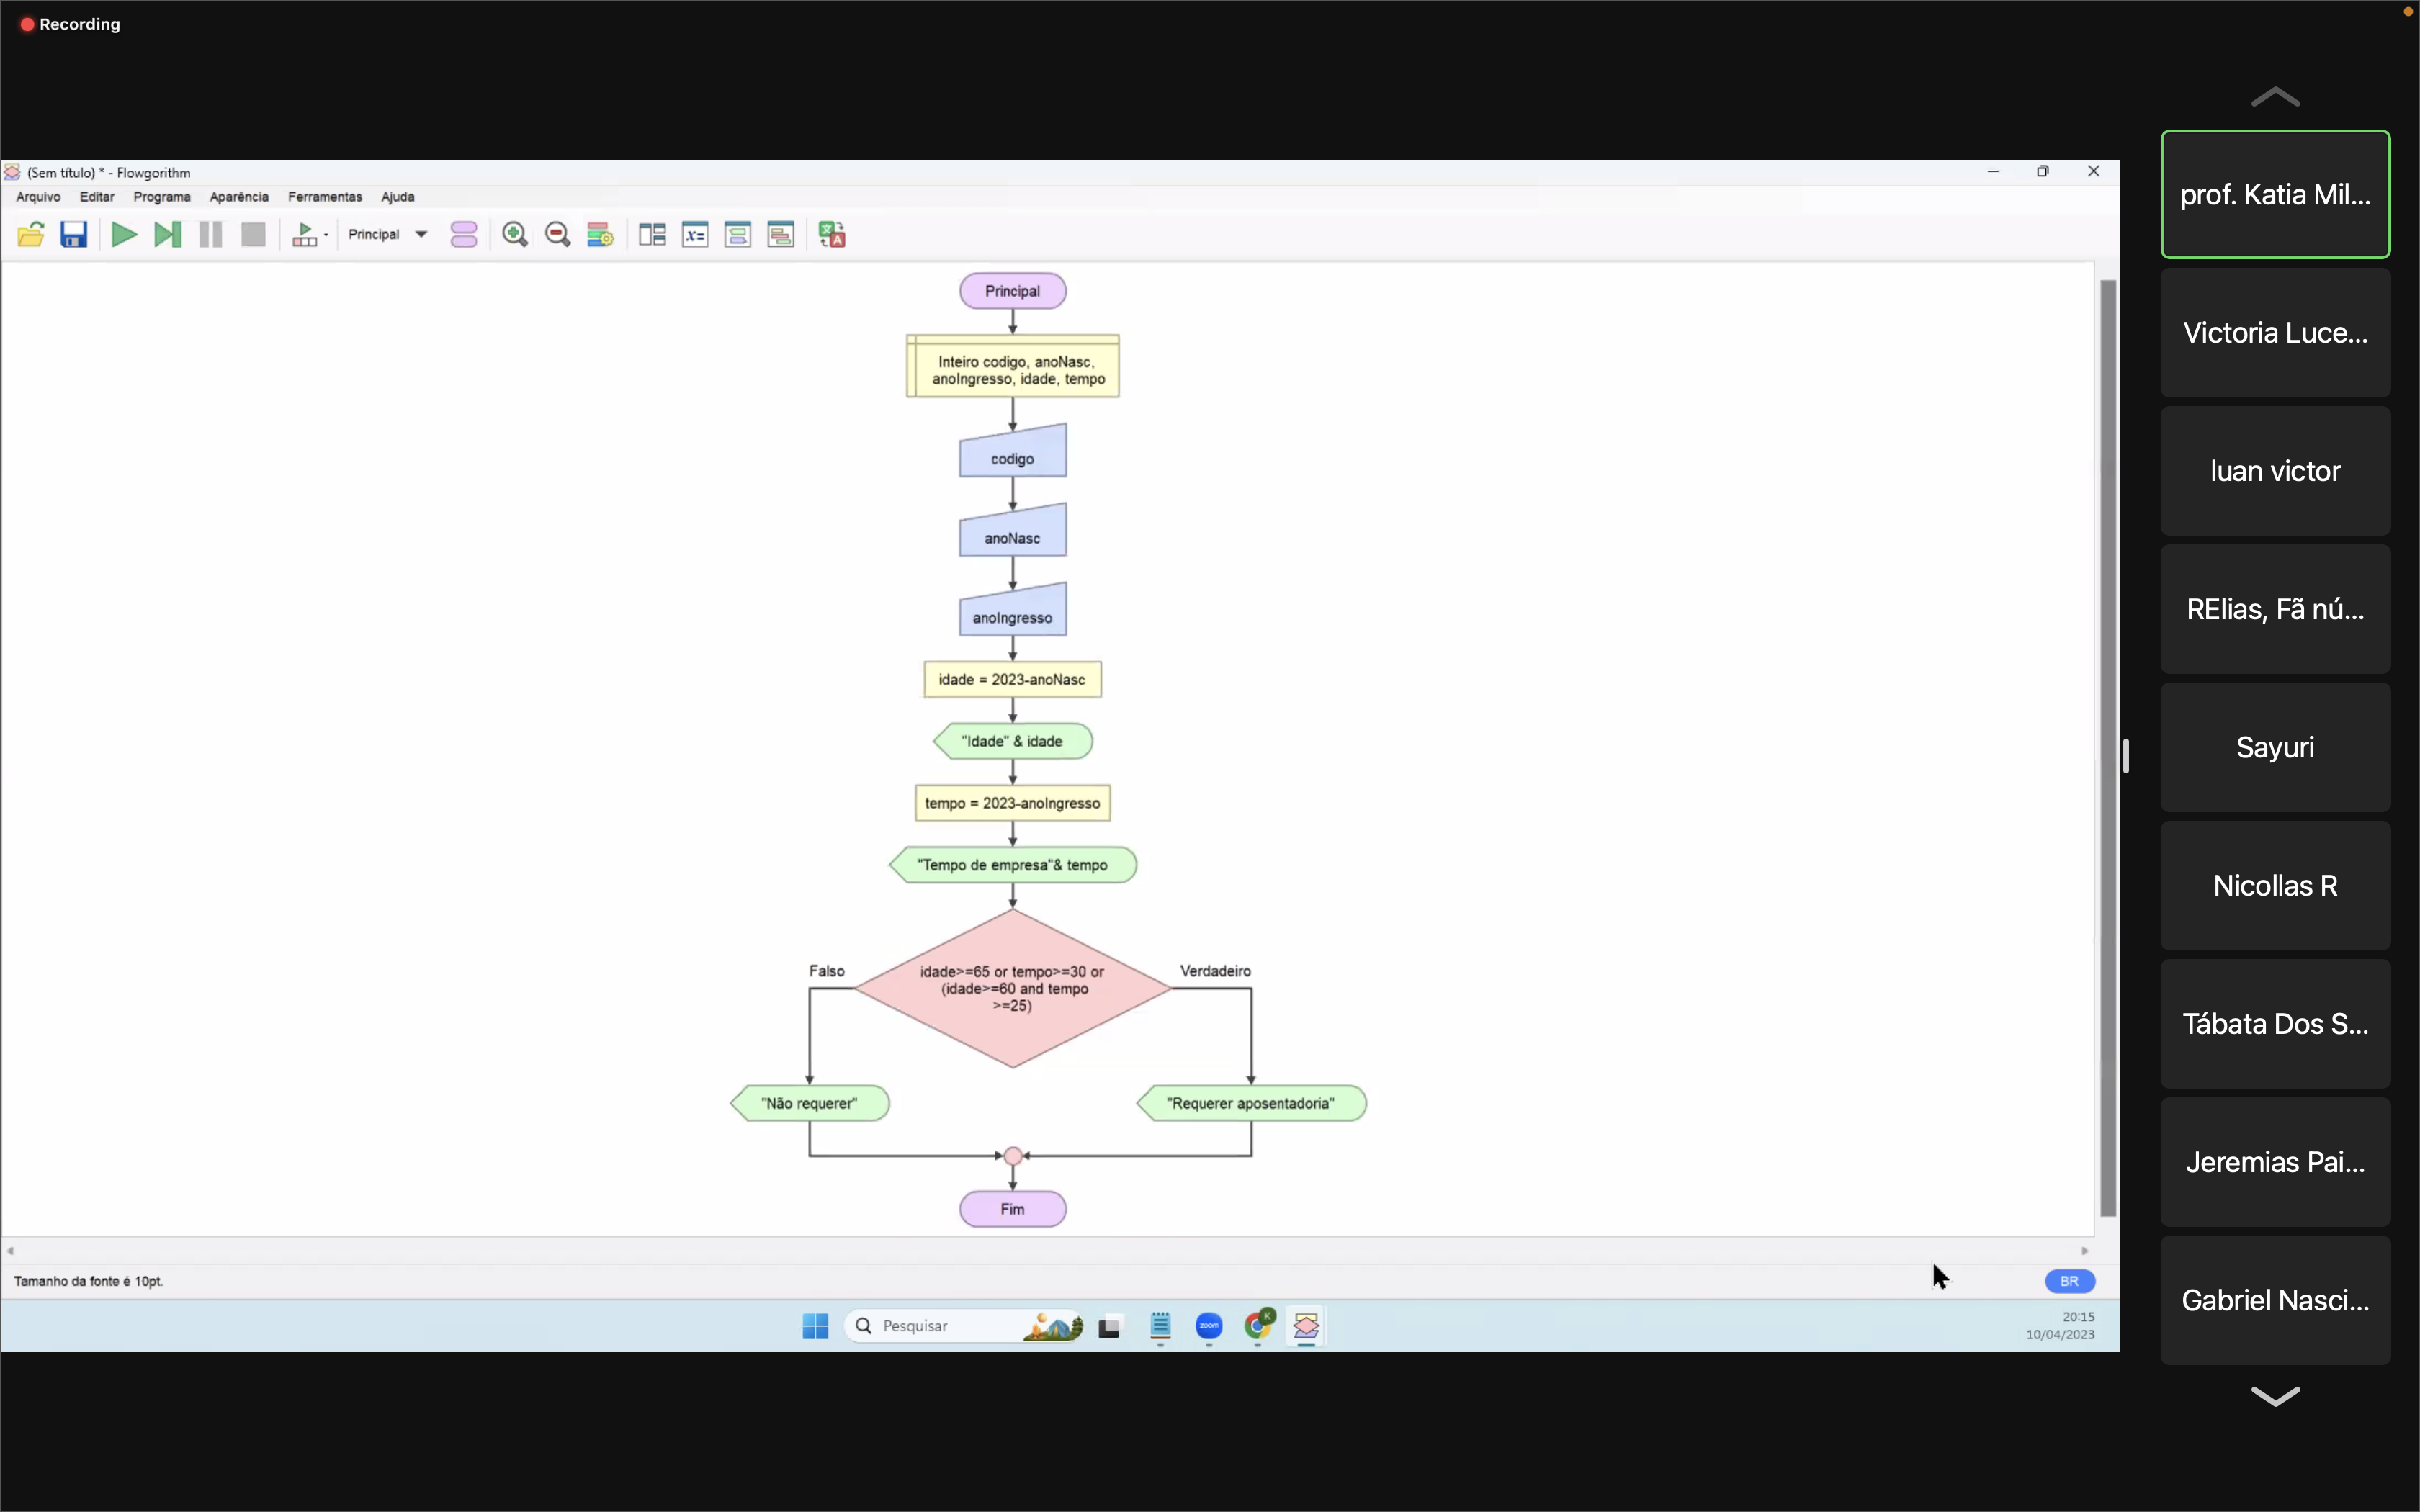 Recording
(Sem título) * - Flowgorithm
Arquivo Editar Programa Aparência Ferramentas Ajuda
Principal
x=
A
Principal
Inteiro codigo, anoNasc,
anoIngresso, idade, tempo
codigo
anoNasc
anoIngresso
idade = 2023-anoNasc
"Idade" & idade
tempo = 2023-anoIngresso
"Tempo de empresa"& tempo
Falso
idade>=65 or tempo>=30 or
(idade>=60 and tempo
>=25)
Verdadeiro
"Não requerer"
"Requerer aposentadoria"
Fim
Tamanho da fonte é 10pt.
BR
Pesquisar
zoom
K
20:15
10/04/2023
prof. Katia Mil...
Victoria Luce...
luan victor
RElias, Fã nú...
Sayuri
Nicollas R
Tábata Dos S...
Jeremias Pai...
Gabriel Nasci...